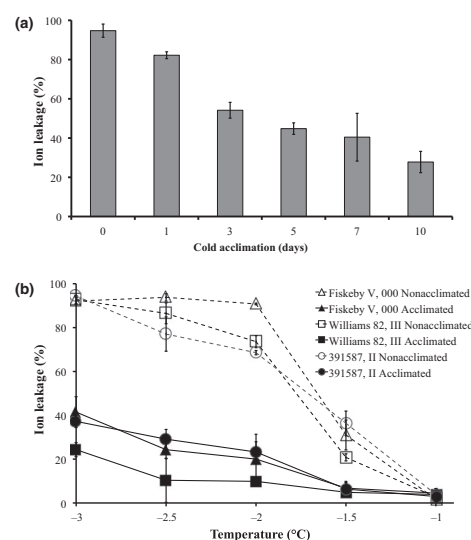 (a)
100
80
60
40
20
0
Ion leakage (%)
0 1 3 5 7 10
Cold acclimation (days)
(b)
100
80
60
40
20
0
Ion leakage (%)
Fiskeby V, 000 Nonacclimated
Fiskeby V, 000 Acclimated
Williams 82, III Nonacclimated
Williams 82, III Acclimated
391587, II Nonacclimated
391587, II Acclimated
−3 −2.5 −2 −1.5 −1
Temperature (°C)